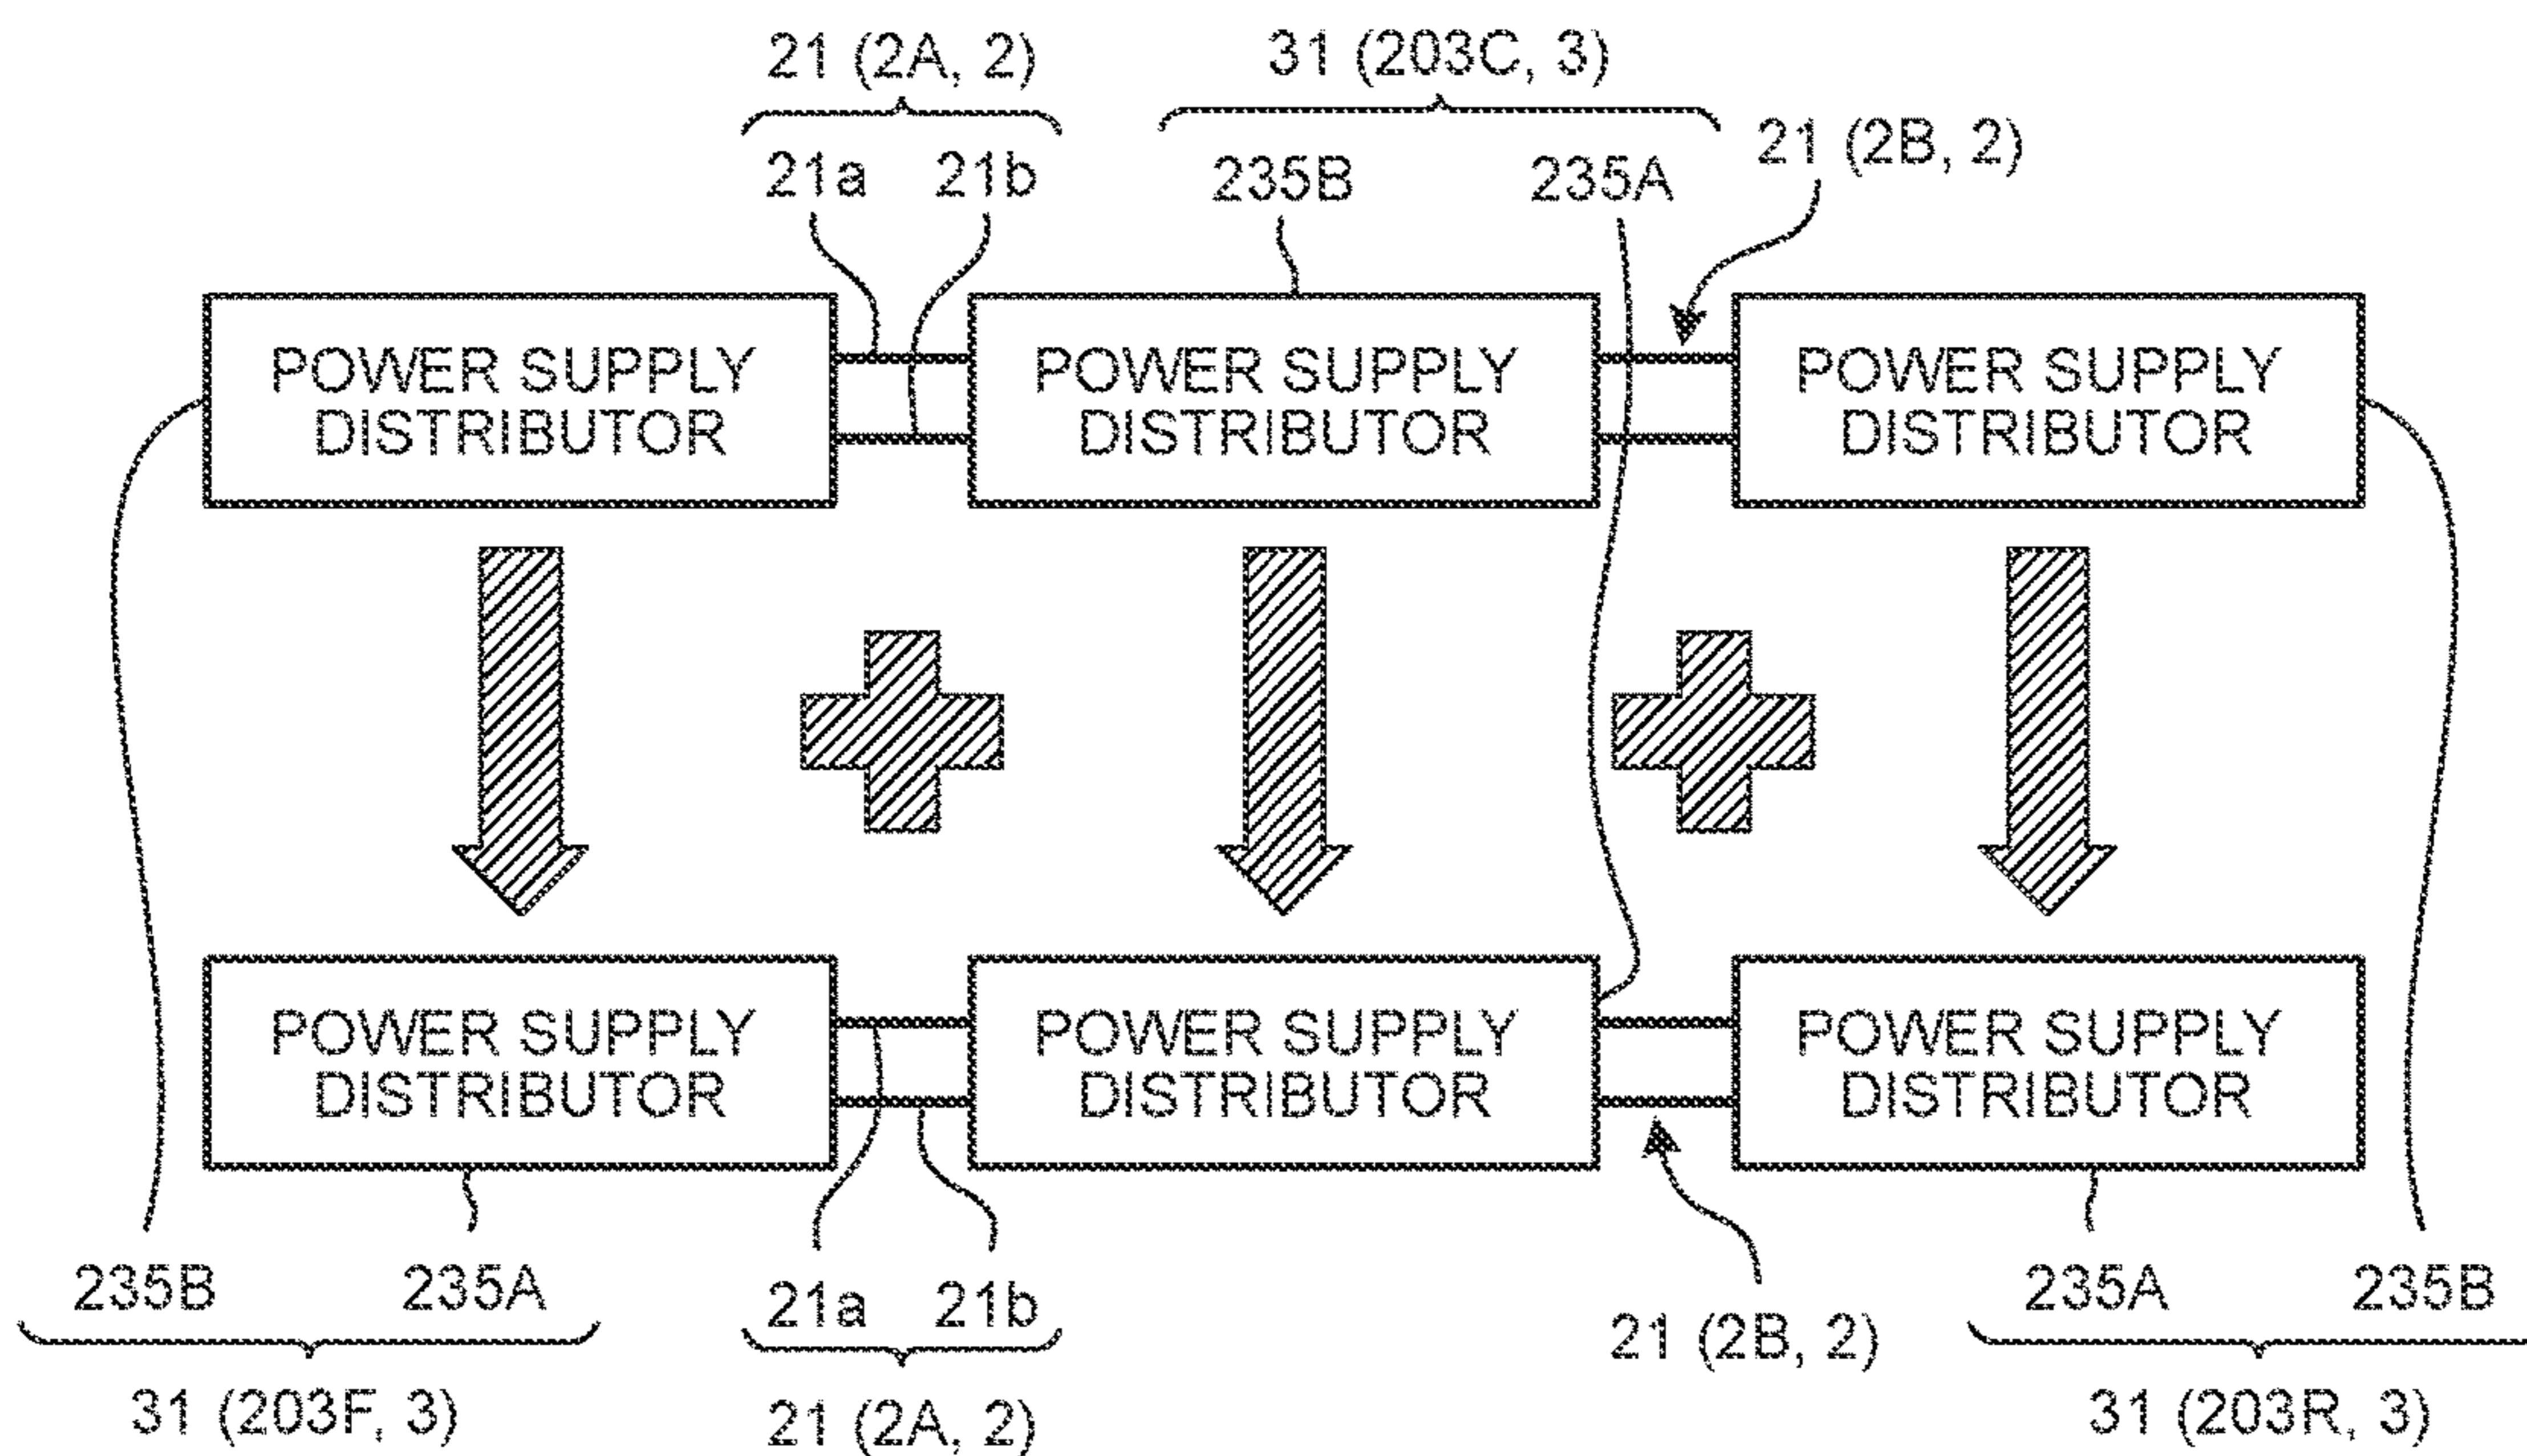 21 (2A, 2)
31 (203C, 3)
21 (2B, 2)
21a
21b
235B
235A
POWER SUPPLY
DISTRIBUTOR
POWER SUPPLY
DISTRIBUTOR
POWER SUPPLY
DISTRIBUTOR
POWER SUPPLY
DISTRIBUTOR
POWER SUPPLY
DISTRIBUTOR
POWER SUPPLY
DISTRIBUTOR
235B
235A
21a
21b
21 (2B, 2)
235A
235B
31 (203F, 3)
21 (2A, 2)
31 (203R, 3)